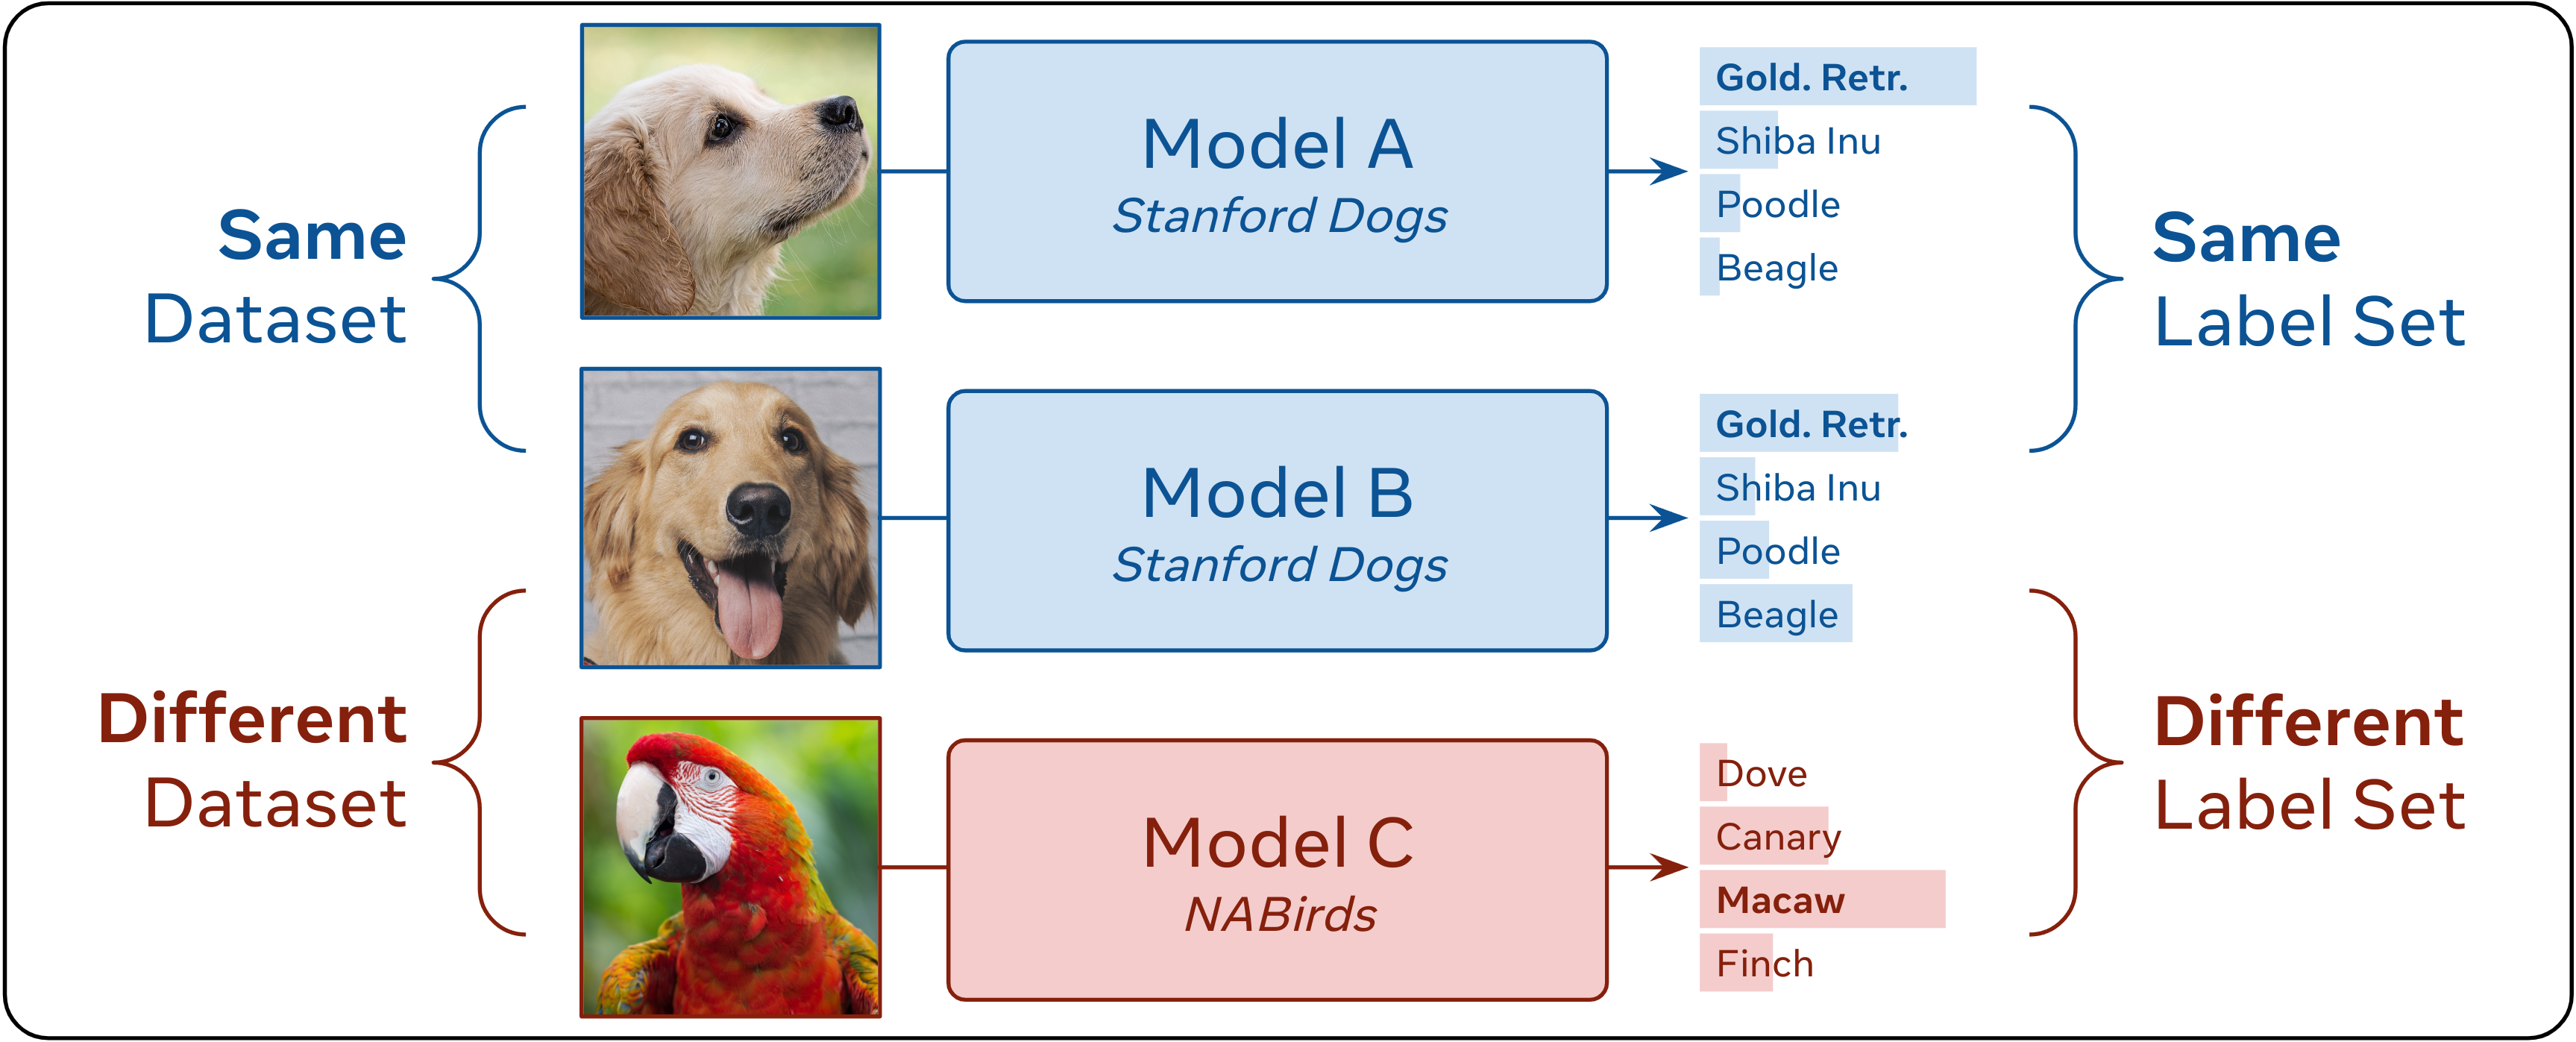 Same
Dataset
Different
Dataset
Model A
Stanford Dogs
Gold. Retr.
Shiba Inu
Poodle
Beagle
Model B
Stanford Dogs
Gold. Retr.
Shiba Inu
Poodle
Beagle
Model C
NABirds
Dove
Canary
Macaw
Finch
Same
Label Set
Different
Label Set